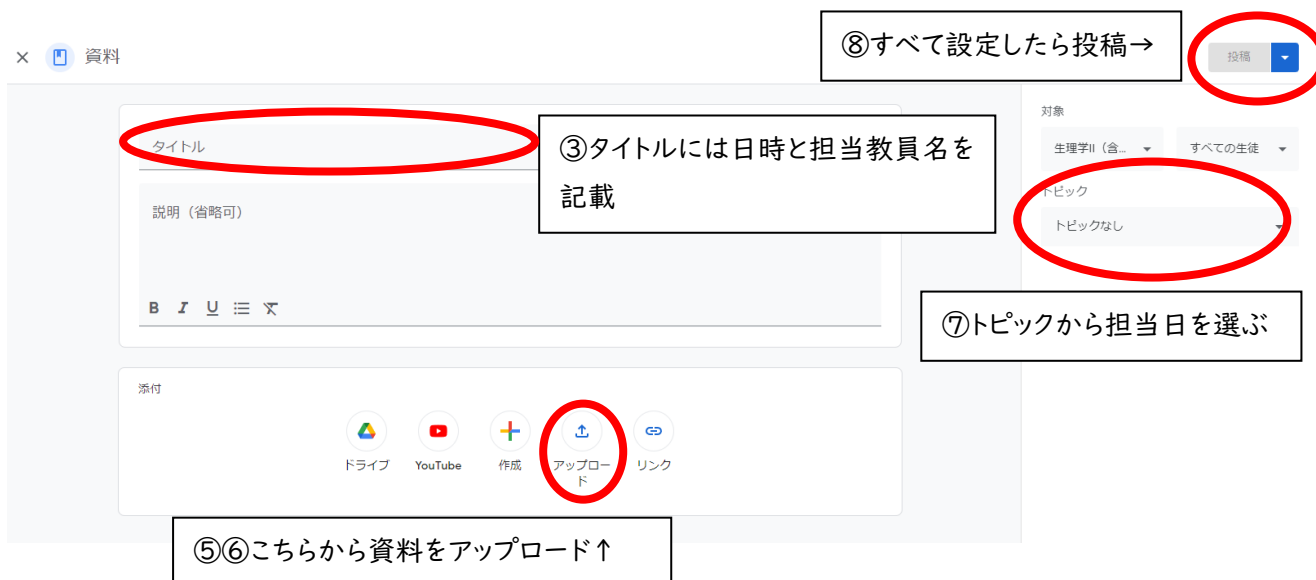 ⑧すべて設定したら投稿→
資料
投稿
対象
タイトル
③タイトルには日時と担当教員名を
記載
生理学II（含...
すべての生徒
トピック
説明（省略可）
トピックなし
B I U
⑦トピックから担当日を選ぶ
添付
ドライブ
YouTube
作成
アップロー
ド
リンク
⑤⑥こちらから資料をアップロード↑